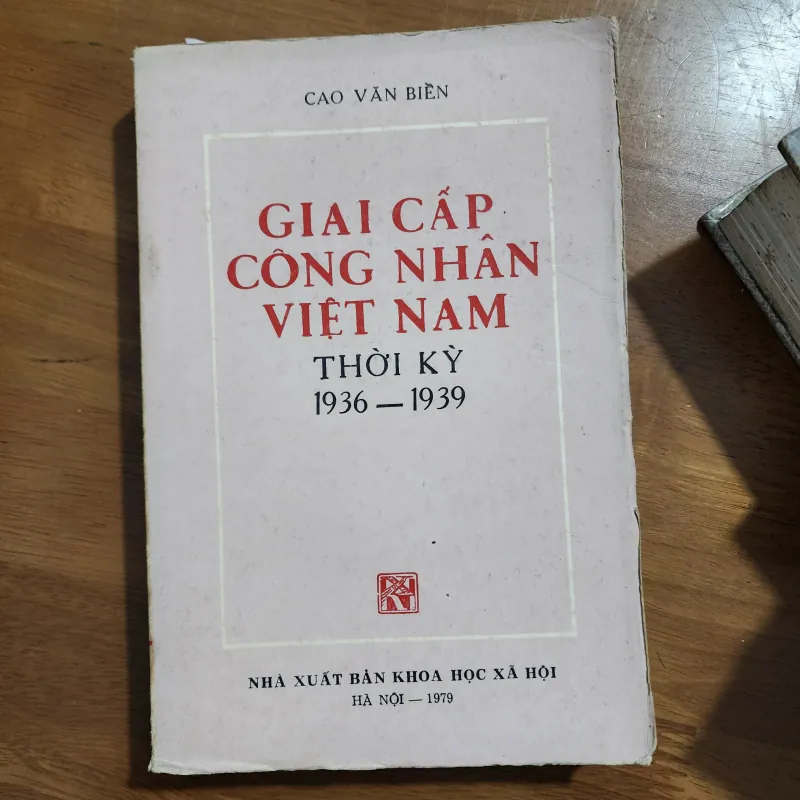 CAO VĂN BIỀN
GIAI CẤP
CÔNG NHÂN
VIỆT NAM
THỜI KỲ
1936 — 1939
NHÀ XUẤT BẢN KHOA HỌC XÃ HỘI
HÀ NỘI — 1979